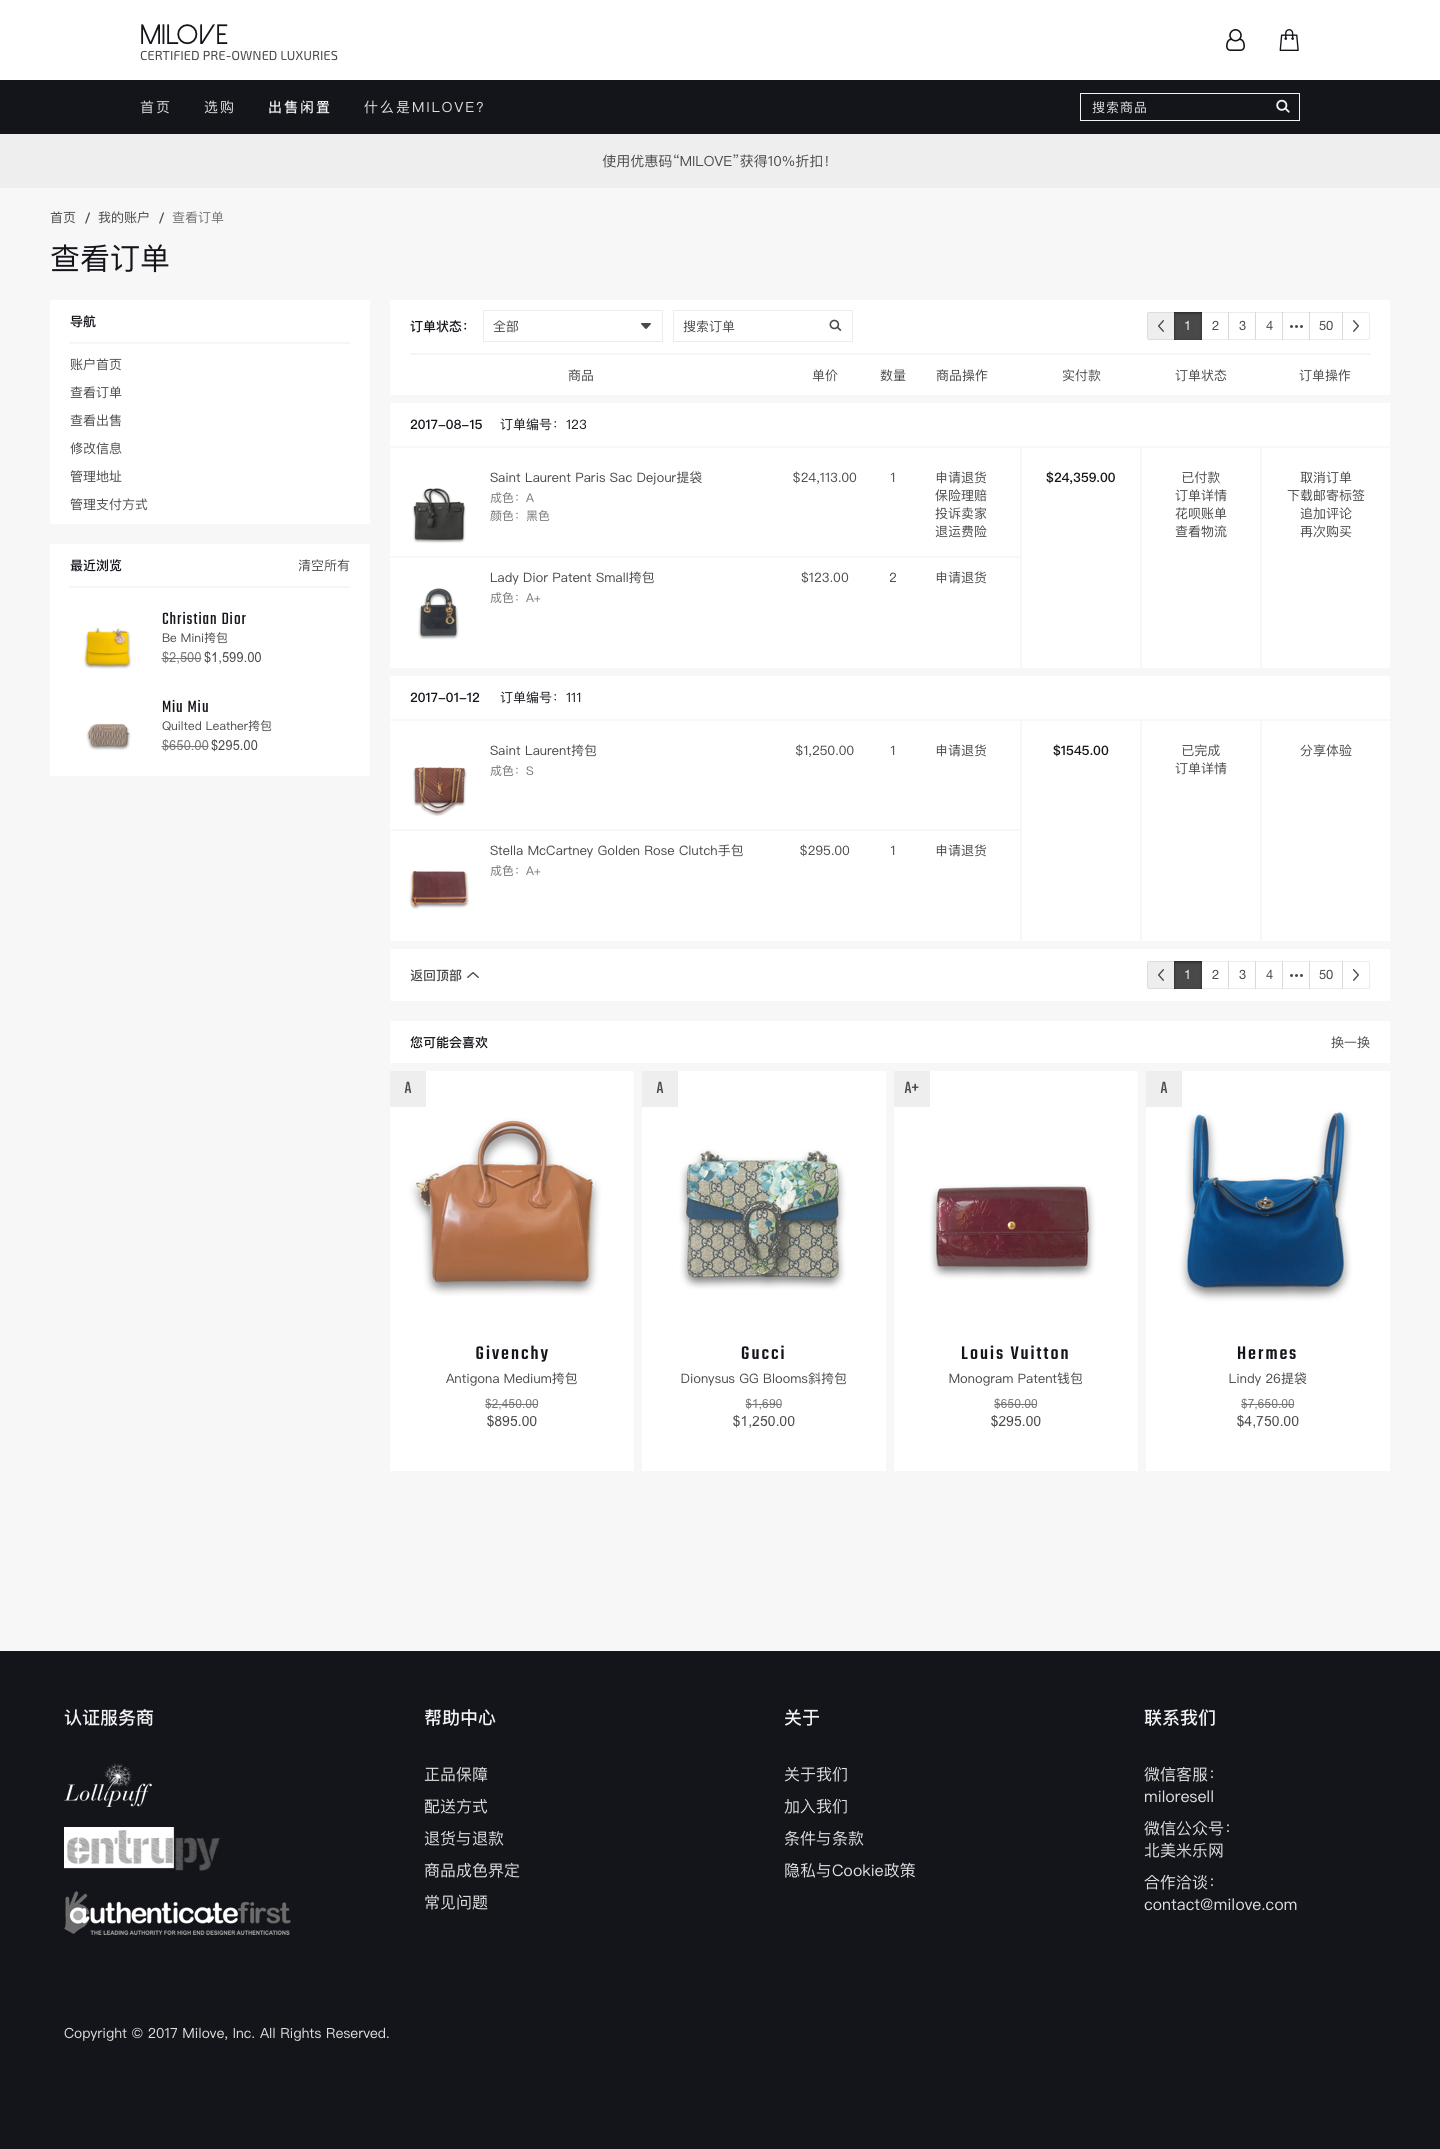 MILOVE
CERTIFIED PRE-OWNED LUXURIES
首页 选购 出售闲置 什么是MILOVE? 搜索商品
使用优惠码“MILOVE”获得10%折扣!
首页 / 我的账户 / 查看订单
查看订单
导航
账户首页
查看订单
查看出售
修改信息
管理地址
管理支付方式
最近浏览 清空所有
Christian Dior
Be Mini挎包
$2,500 $1,599.00
Miu Miu
Quilted Leather挎包
$650.00 $295.00
订单状态: 全部 搜索订单 1 2 3 4 ••• 50
商品 单价 数量 商品操作 实付款 订单状态 订单操作
2017-08-15 订单编号: 123
Saint Laurent Paris Sac Dejour提袋 $24,113.00 1 申请退货 $24,359.00 已付款 取消订单
成色: A 保险理赔 订单详情 下载邮寄标签
颜色: 黑色 投诉卖家 花呗账单 追加评论
退运费险 查看物流 再次购买
Lady Dior Patent Small挎包 $123.00 2 申请退货
成色: A+
2017-01-12 订单编号: 111
Saint Laurent挎包 $1,250.00 1 申请退货 $1545.00 已完成 分享体验
成色: S 订单详情
Stella McCartney Golden Rose Clutch手包 $295.00 1 申请退货
成色: A+
返回顶部 1 2 3 4 ••• 50
您可能会喜欢 换一换
A A A+ A
Givenchy Gucci Louis Vuitton Hermes
Antigona Medium挎包 Dionysus GG Blooms斜挎包 Monogram Patent钱包 Lindy 26提袋
$2,450.00 $1,690 $650.00 $7,650.00
$895.00 $1,250.00 $295.00 $4,750.00
认证服务商
Lollipuff
entrupy
authenticatefirst
THE LEADING AUTHORITY FOR HIGH END DESIGNER AUTHENTICATIONS
帮助中心
正品保障
配送方式
退货与退款
商品成色界定
常见问题
关于
关于我们
加入我们
条件与条款
隐私与Cookie政策
联系我们
微信客服:
miloresell
微信公众号:
北美米乐网
合作洽谈:
contact@milove.com
Copyright © 2017 Milove, Inc. All Rights Reserved.